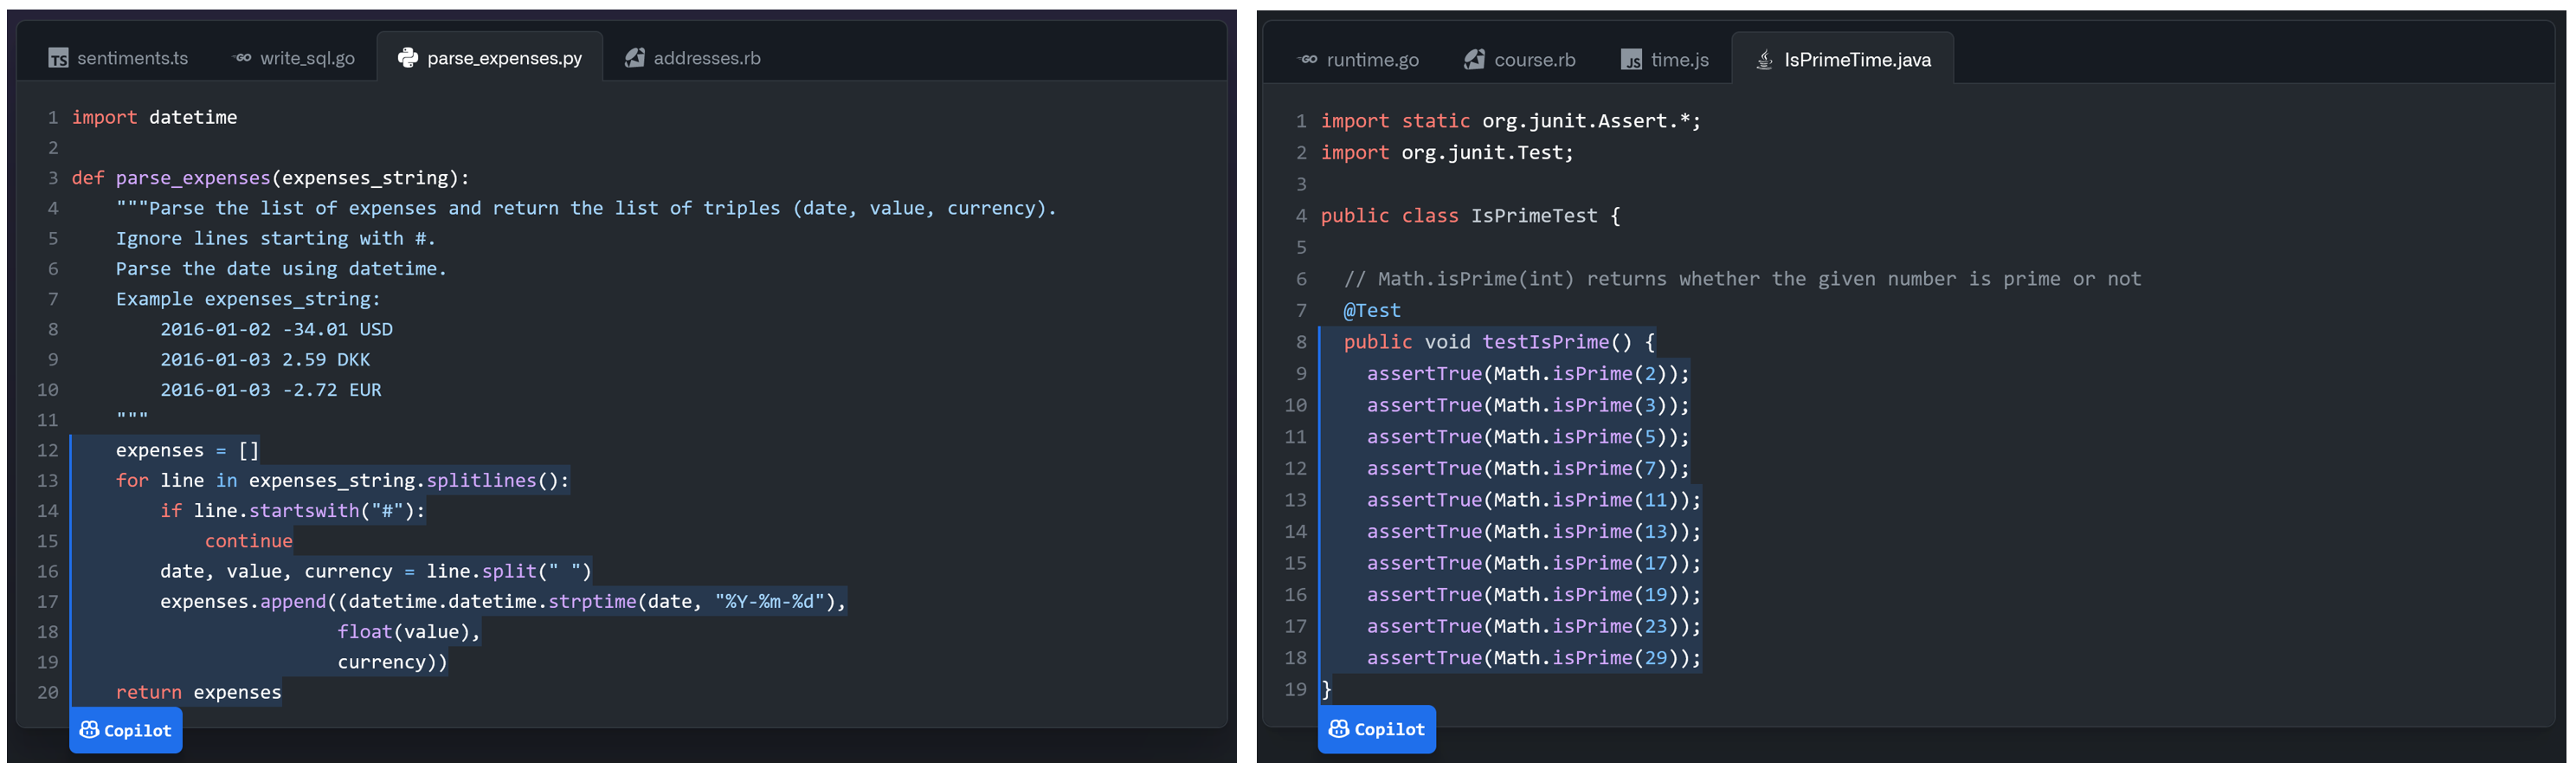 TS sentiments.ts GO write_sql.go parse_expenses.py addresses.rb
1 import datetime
2
3 def parse_expenses(expenses_string):
4     """Parse the list of expenses and return the list of triples (date, value, currency).
5     Ignore lines starting with #.
6     Parse the date using datetime.
7     Example expenses_string:
8         2016-01-02 -34.01 USD
9         2016-01-03 2.59 DKK
10         2016-01-03 -2.72 EUR
11     """
12     expenses = []
13     for line in expenses_string.splitlines():
14         if line.startswith("#"):
15             continue
16         date, value, currency = line.split(" ")
17         expenses.append((datetime.datetime.strptime(date, "%Y-%m-%d"),
18                         float(value),
19                         currency))
20     return expenses
Copilot
GO runtime.go course.rb JS time.js IsPrimeTime.java
1 import static org.junit.Assert.*;
2 import org.junit.Test;
3
4 public class IsPrimeTest {
5
6   // Math.isPrime(int) returns whether the given number is prime or not
7   @Test
8   public void testIsPrime() {
9     assertTrue(Math.isPrime(2));
10     assertTrue(Math.isPrime(3));
11     assertTrue(Math.isPrime(5));
12     assertTrue(Math.isPrime(7));
13     assertTrue(Math.isPrime(11));
14     assertTrue(Math.isPrime(13));
15     assertTrue(Math.isPrime(17));
16     assertTrue(Math.isPrime(19));
17     assertTrue(Math.isPrime(23));
18     assertTrue(Math.isPrime(29));
19 }
Copilot